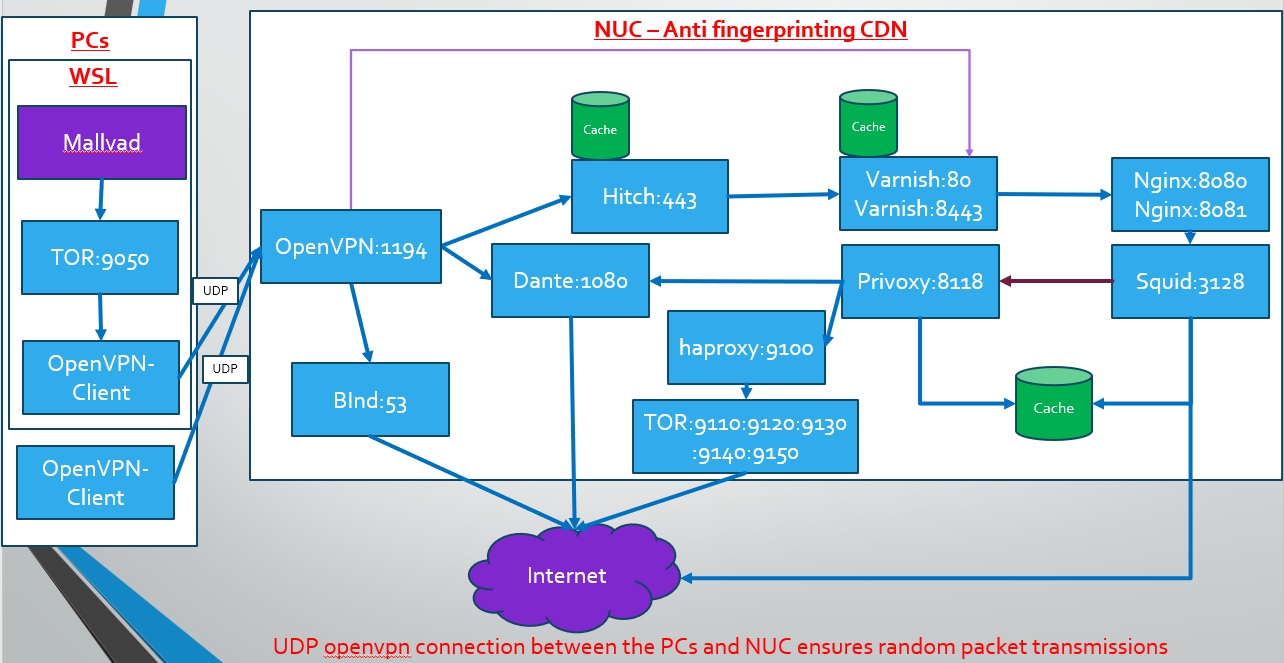 PCs
WSL
Mallvad
TOR:9050
OpenVPN-
Client
OpenVPN-
Client
UDP
UDP
NUC – Anti fingerprinting CDN
OpenVPN:1194
Cache
Hitch:443
Cache
Varnish:80
Varnish:8443
Nginx:8080
Nginx:8081
Dante:1080
Privoxy:8118
Squid:3128
haproxy:9100
BInd:53
TOR:9110:9120:9130
:9140:9150
Cache
Internet
UDP openvpn connection between the PCs and NUC ensures random packet transmissions